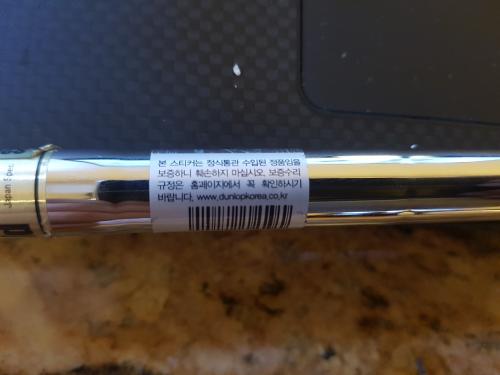 본 스티커는 정식통관 수입된 정품임을
보증하니 훼손하지 마십시오. 보증수리
규정은 홈페이지에서 꼭 확인하시기
바랍니다. www.dunlopkorea.co.kr
Japan Spec.